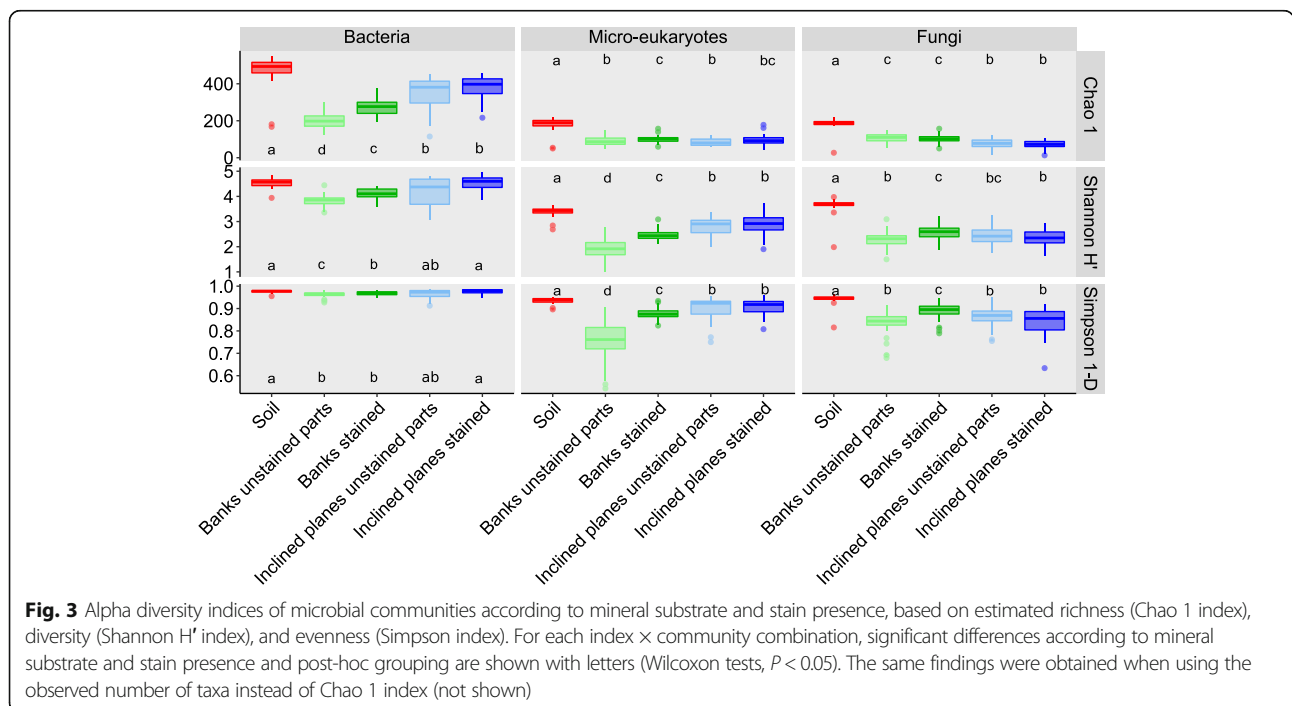 Bacteria Micro-eukaryotes Fungi
a b c b bc a c c b b
Chao 1
400
200
0
a d c b b
5
4
3
2
1
a d c b b a b c bc b
Shannon H'
a c b ab a
1.0
0.9
0.8
0.7
0.6
a d c b b a b c b b
Simpson 1-D
a b b ab a
Soil
Banks unstained parts
Banks stained
Inclined planes unstained parts
Inclined planes stained
Soil
Banks unstained parts
Banks stained
Inclined planes unstained parts
Inclined planes stained
Soil
Banks unstained parts
Banks stained
Inclined planes unstained parts
Inclined planes stained
Fig. 3 Alpha diversity indices of microbial communities according to mineral substrate and stain presence, based on estimated richness (Chao 1 index),
diversity (Shannon H′ index), and evenness (Simpson index). For each index × community combination, significant differences according to mineral
substrate and stain presence and post-hoc grouping are shown with letters (Wilcoxon tests, P < 0.05). The same findings were obtained when using the
observed number of taxa instead of Chao 1 index (not shown)